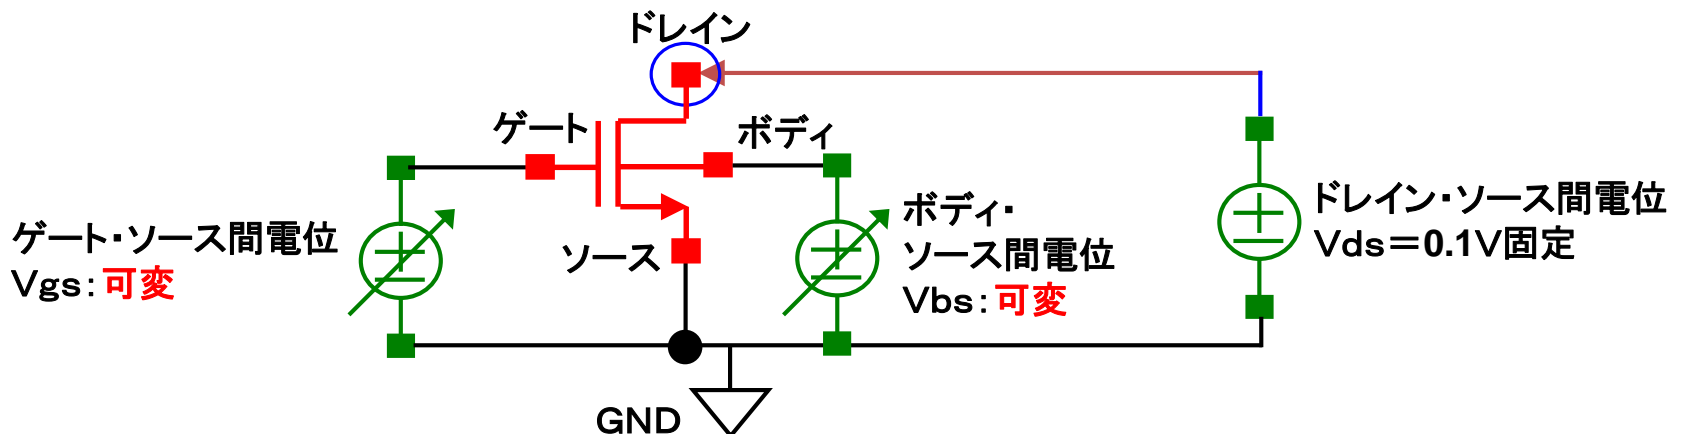 ドレイン
ゲート
ボディ
ゲート・ソース間電位
Vgs：可変
ソース
ボディ・
ソース間電位
Vbs：可変
ドレイン・ソース間電位
Vds＝0.1V固定
GND